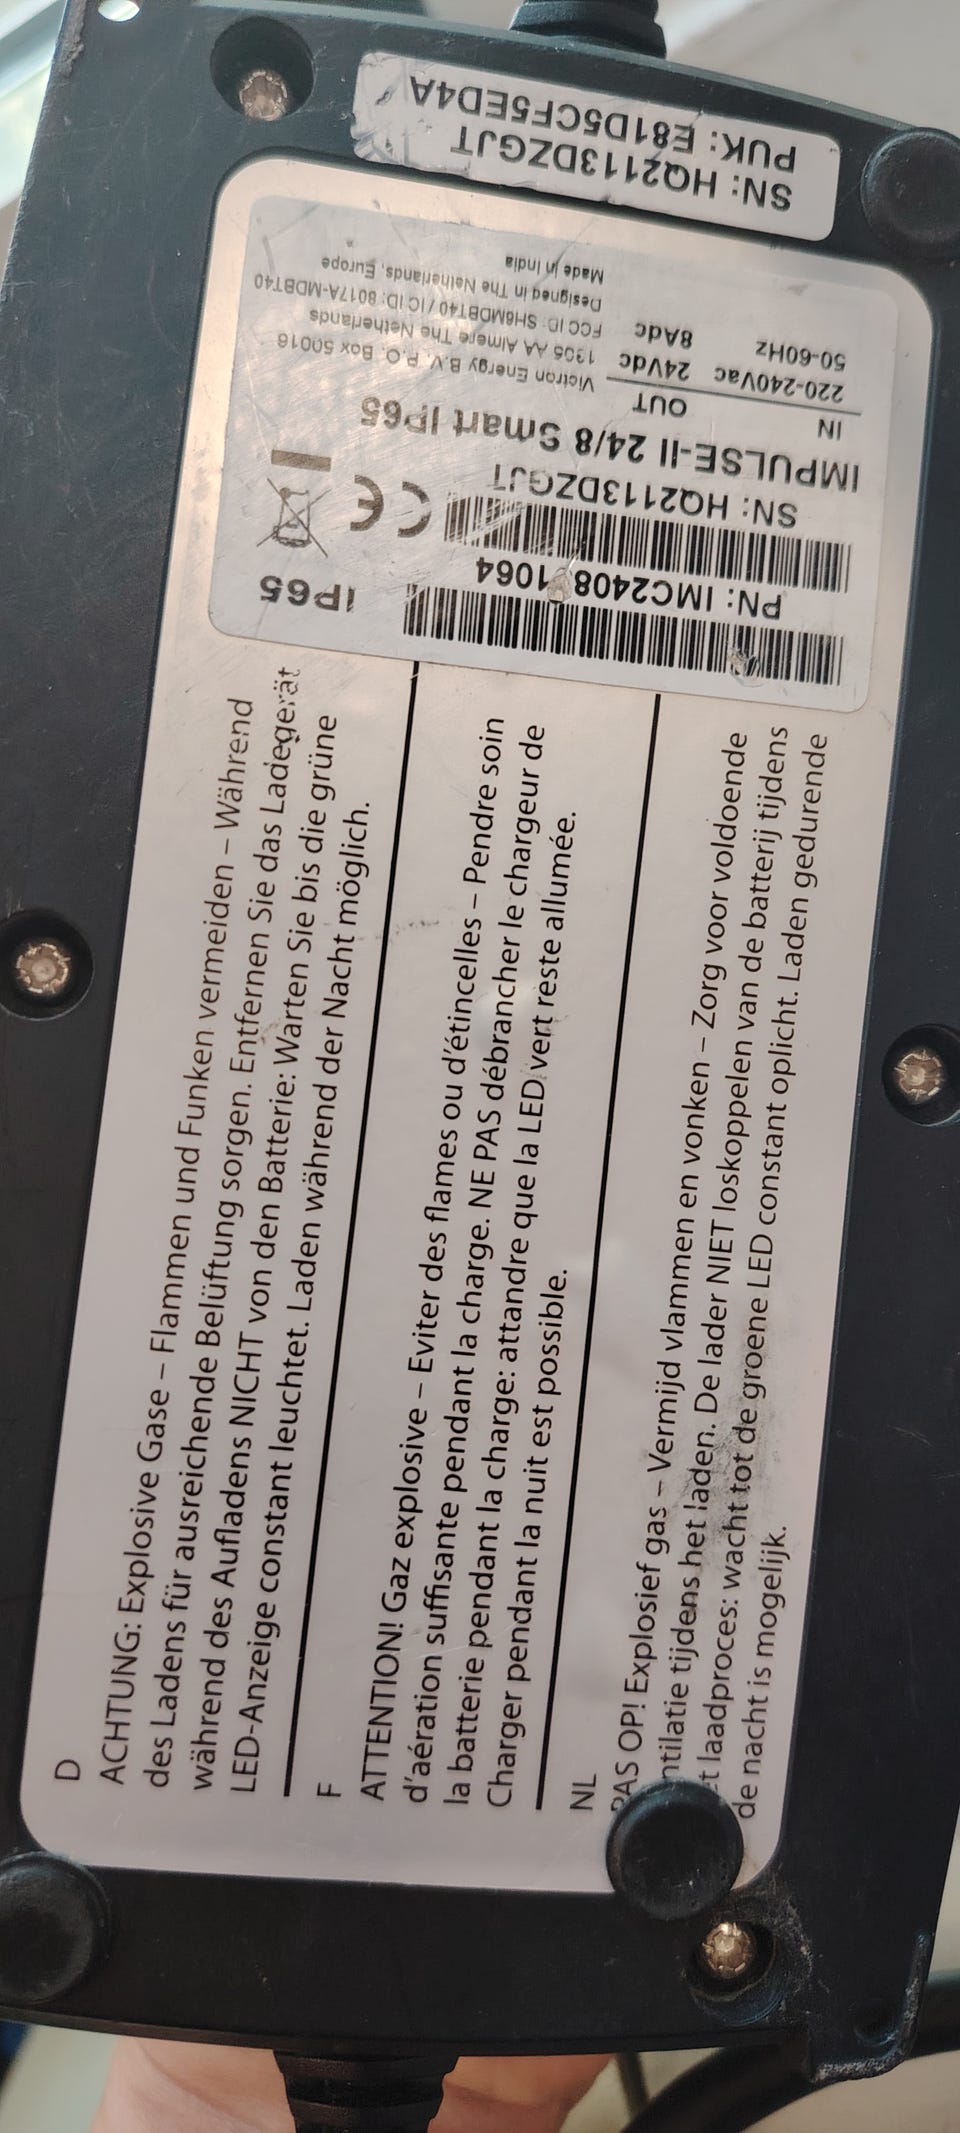 SN: HQ2113DZGJT
PUK: E81D5CF5ED4A
IP65
PN: IMC2408 1064
SN: HQ2113DZGJT
IMPULSE-II 24/8 Smart IP65
IN
220-240Vac
50-60Hz
OUT
24Vdc
8Adc
Victron Energy B.V. P.O. Box 50016
1305 AA Almere The Netherlands
FCC ID: SH6MDBT40 / IC ID: 8017A-MDBT40
Designed in The Netherlands, Europe
Made in India
CE
D
ACHTUNG: Explosive Gase – Flammen und Funken vermeiden – Während
des Ladens für ausreichende Belüftung sorgen. Entfernen Sie das Ladegerät
während des Aufladens NICHT von den Batterie: Warten Sie bis die grüne
LED-Anzeige constant leuchtet. Laden während der Nacht möglich.
F
ATTENTION! Gaz explosive – Eviter des flames ou d'étincelles – Pendre soin
d'aération suffisante pendant la charge. NE PAS débrancher le chargeur de
la batterie pendant la charge: attandre que la LED vert reste allumée.
Charger pendant la nuit est possible.
NL
PAS OP! Explosief gas – Vermijd vlammen en vonken – Zorg voor voldoende
ntilatie tijdens het laden. De lader NIET loskoppelen van de batterij tijdens
et laadproces: wacht tot de groene LED constant oplicht. Laden gedurende
de nacht is mogelijk.